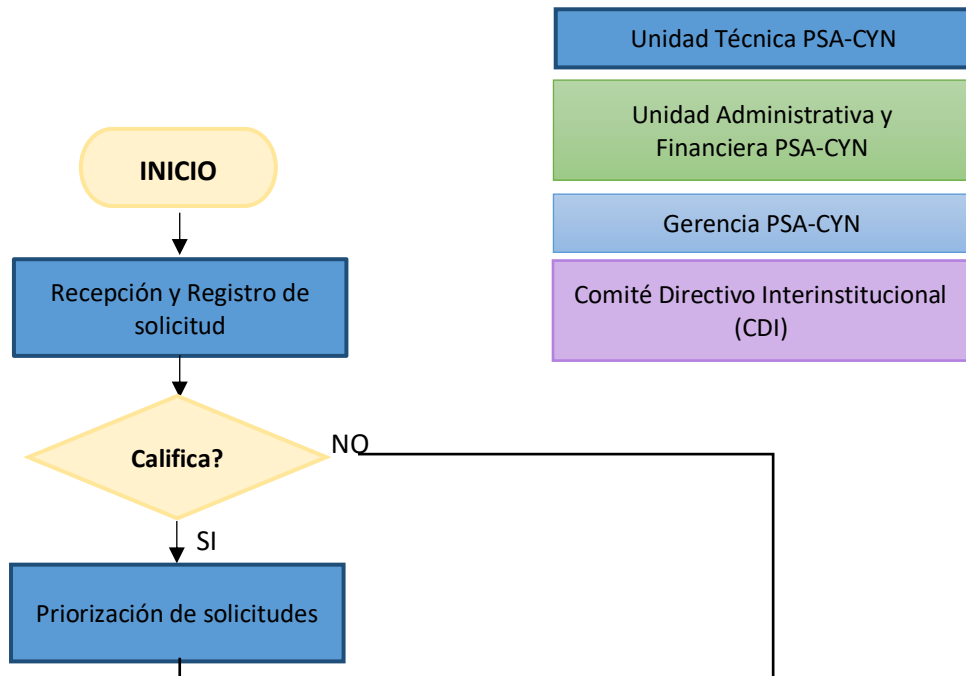 Unidad Técnica PSA-CYN
Unidad Administrativa y
Financiera PSA-CYN
Gerencia PSA-CYN
Comité Directivo Interinstitucional
(CDI)
INICIO
Recepción y Registro de
solicitud
Califica?
NO
SI
Priorización de solicitudes